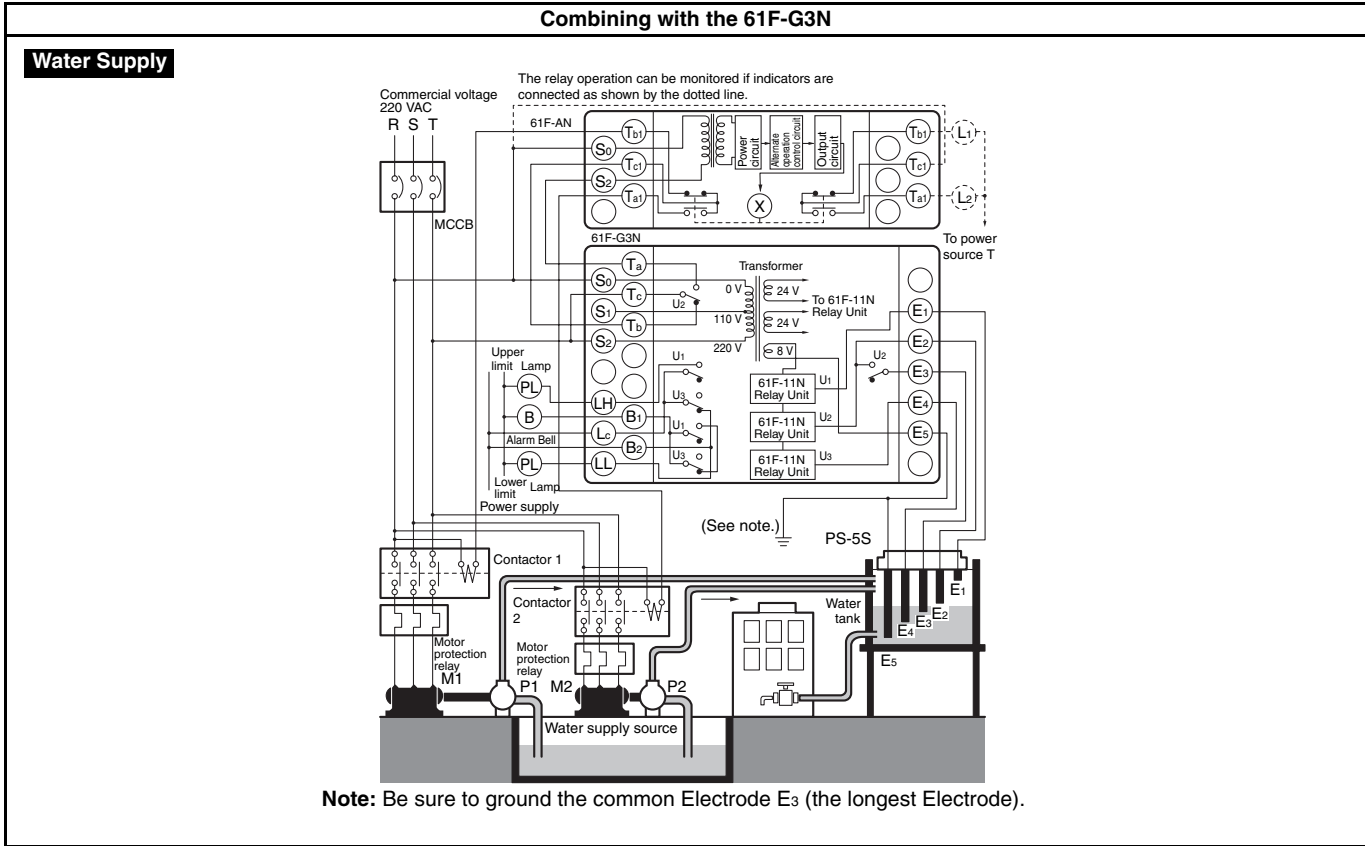 Combining with the 61F-G3N
Water Supply
The relay operation can be monitored if indicators are
connected as shown by the dotted line.
Commercial voltage
220 VAC
R S T
61F-AN
Tb1
S0
Tc1
S2
Ta1
Power
circuit
Alternate operation
control circuit
Output
circuit
X
Tb1
Tc1
Ta1
L1
L2
To power
source T
MCCB
61F-G3N
Ta
S0
Tc
S1
Tb
S2
U2
Transformer
0 V
110 V
220 V
24 V
24 V
8 V
To 61F-11N
Relay Unit
E1
E2
U2
E3
E4
E5
Upper
limit Lamp
PL
LH
B
B1
Lc
Alarm Bell
B2
PL
LL
Lower
limit Lamp
Power supply
U1
U3
U1
U3
61F-11N
Relay Unit
U1
61F-11N
Relay Unit
U2
61F-11N
Relay Unit
U3
(See note.)
PS-5S
Contactor 1
Contactor
2
Motor
protection
relay
M1
P1
Motor
protection
relay
M2
P2
Water
tank
E1
E2
E3
E4
E5
Water supply source
Note: Be sure to ground the common Electrode E3 (the longest Electrode).